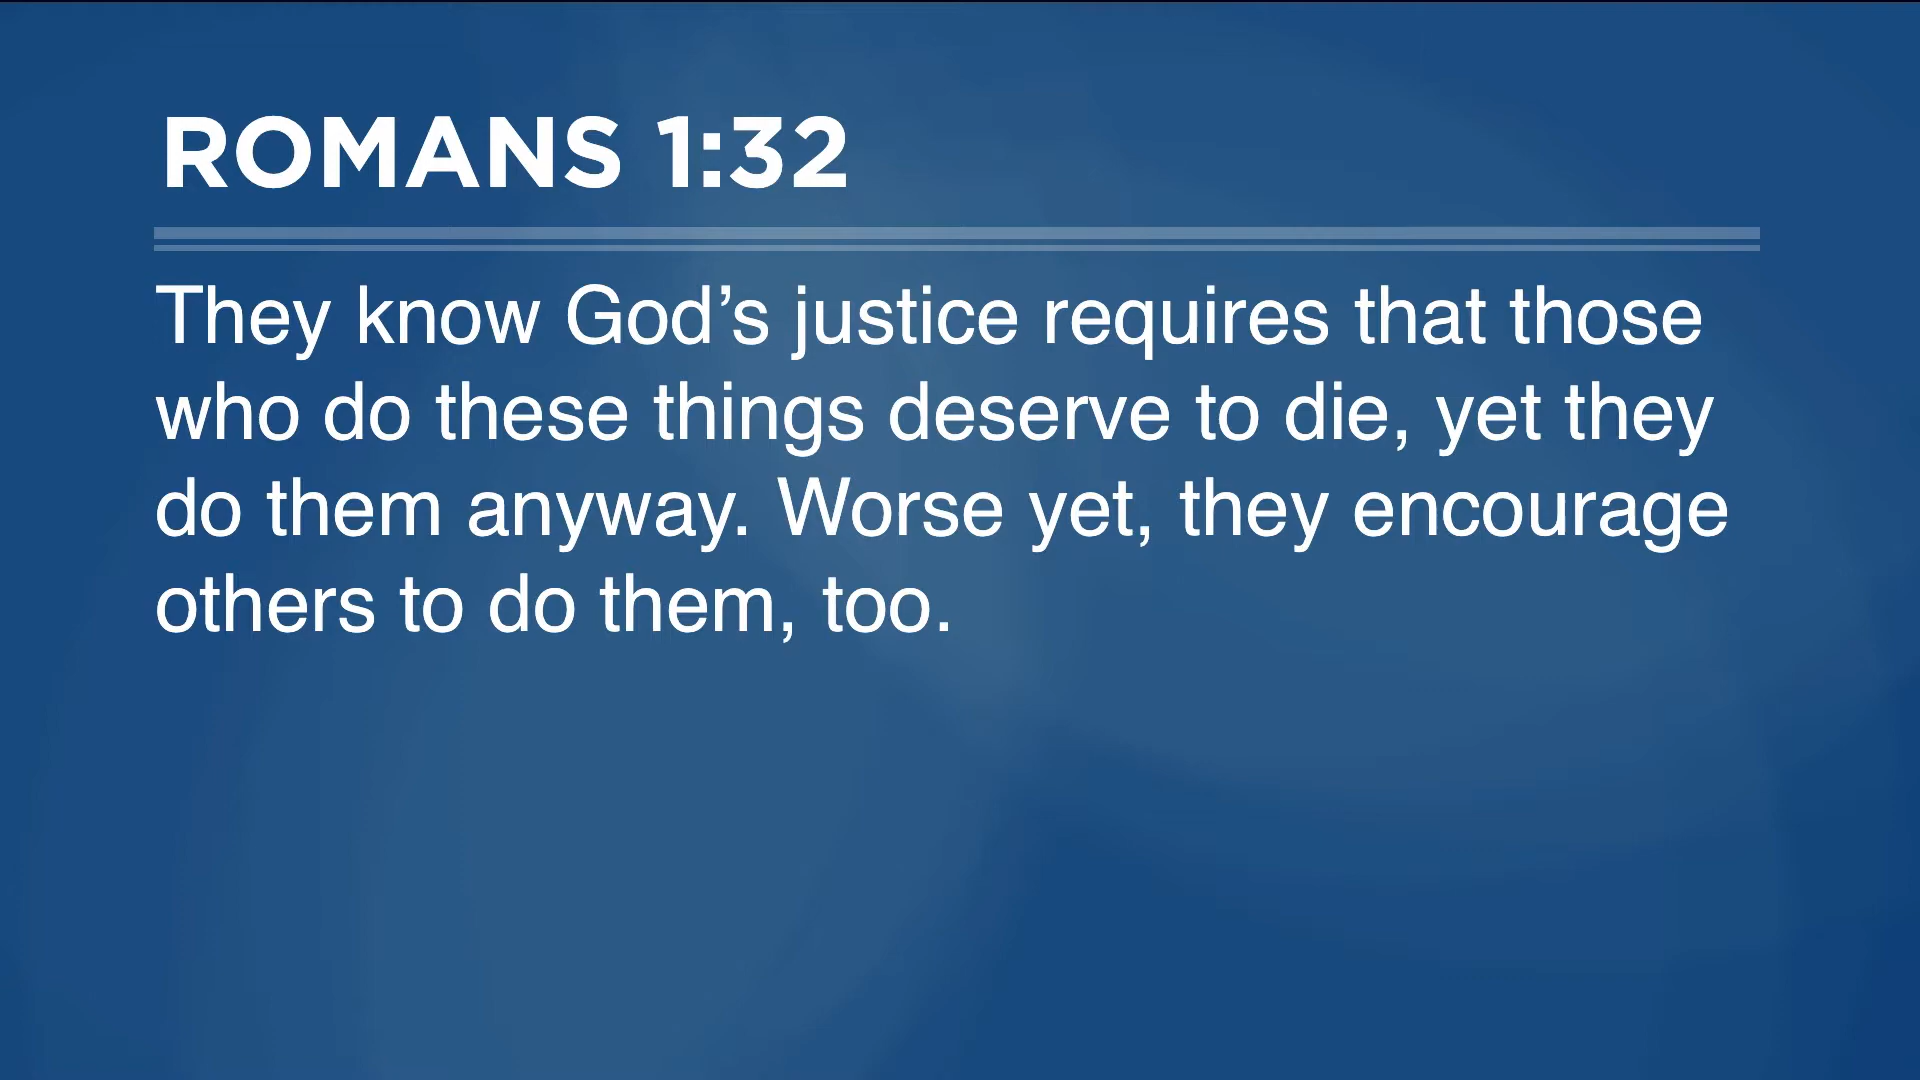 ROMANS 1:32
They know God’s justice requires that those
who do these things deserve to die, yet they
do them anyway. Worse yet, they encourage
others to do them, too.